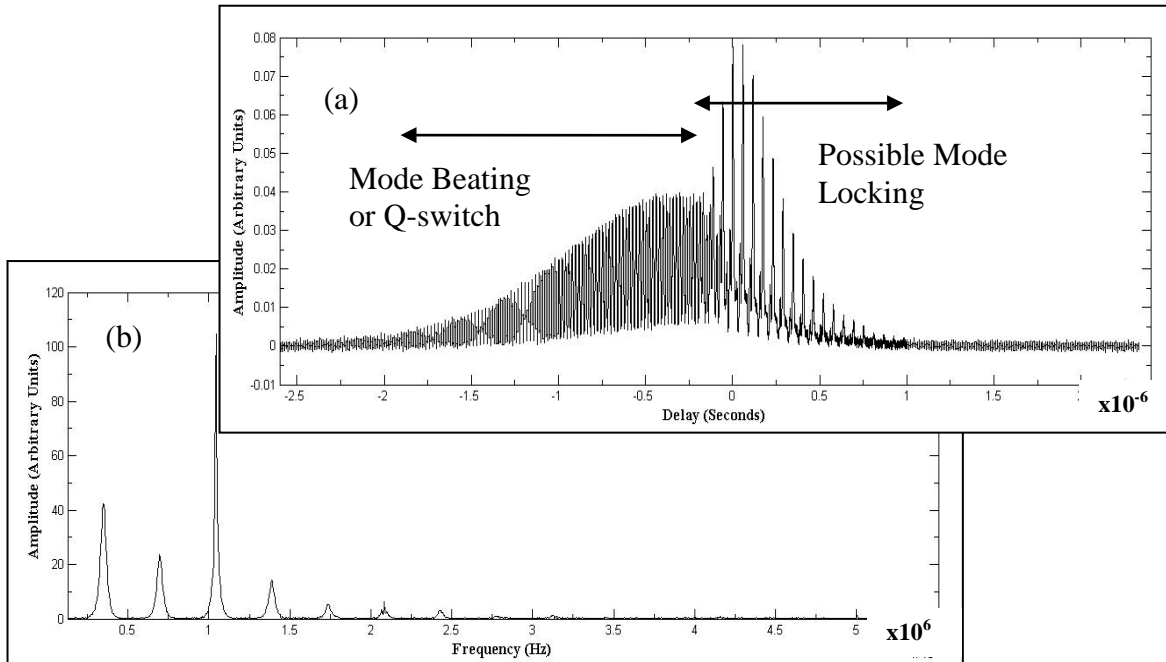 0.08
0.07
0.06
0.05
0.04
0.03
0.02
0.01
0
-0.01
Amplitude (Arbitrary Units)
(a)
Mode Beating
or Q-switch
Possible Mode
Locking
-2.5 -2 -1.5 -1 -0.5 0 0.5 1 1.5
x10-6
Delay (Seconds)
120
100
80
60
40
20
0
Amplitude (Arbitrary Units)
(b)
0.5 1 1.5 2 2.5 3 3.5 4 4.5 5
x10⁶
Frequency (Hz)